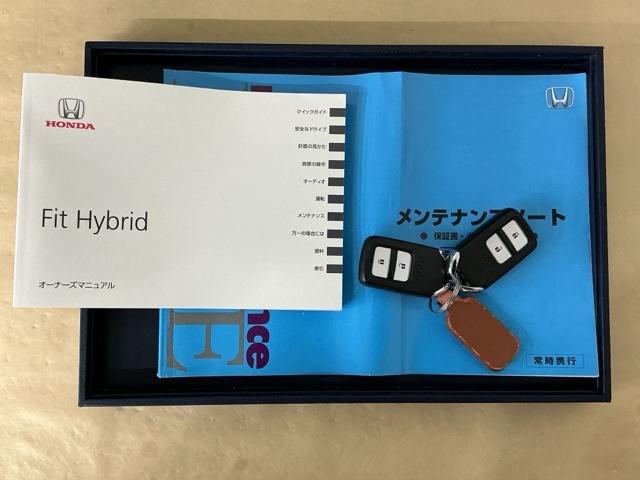 HONDA
Fit Hybrid
オーナーズマニュアル
クイックガイド
安全なドライブ
計器の見かた
各部の操作
オーディオ
運転
メンテナンス
万一の場合には
資料
索引
メンテナンスノート
保証書・
nce
E
常時携行